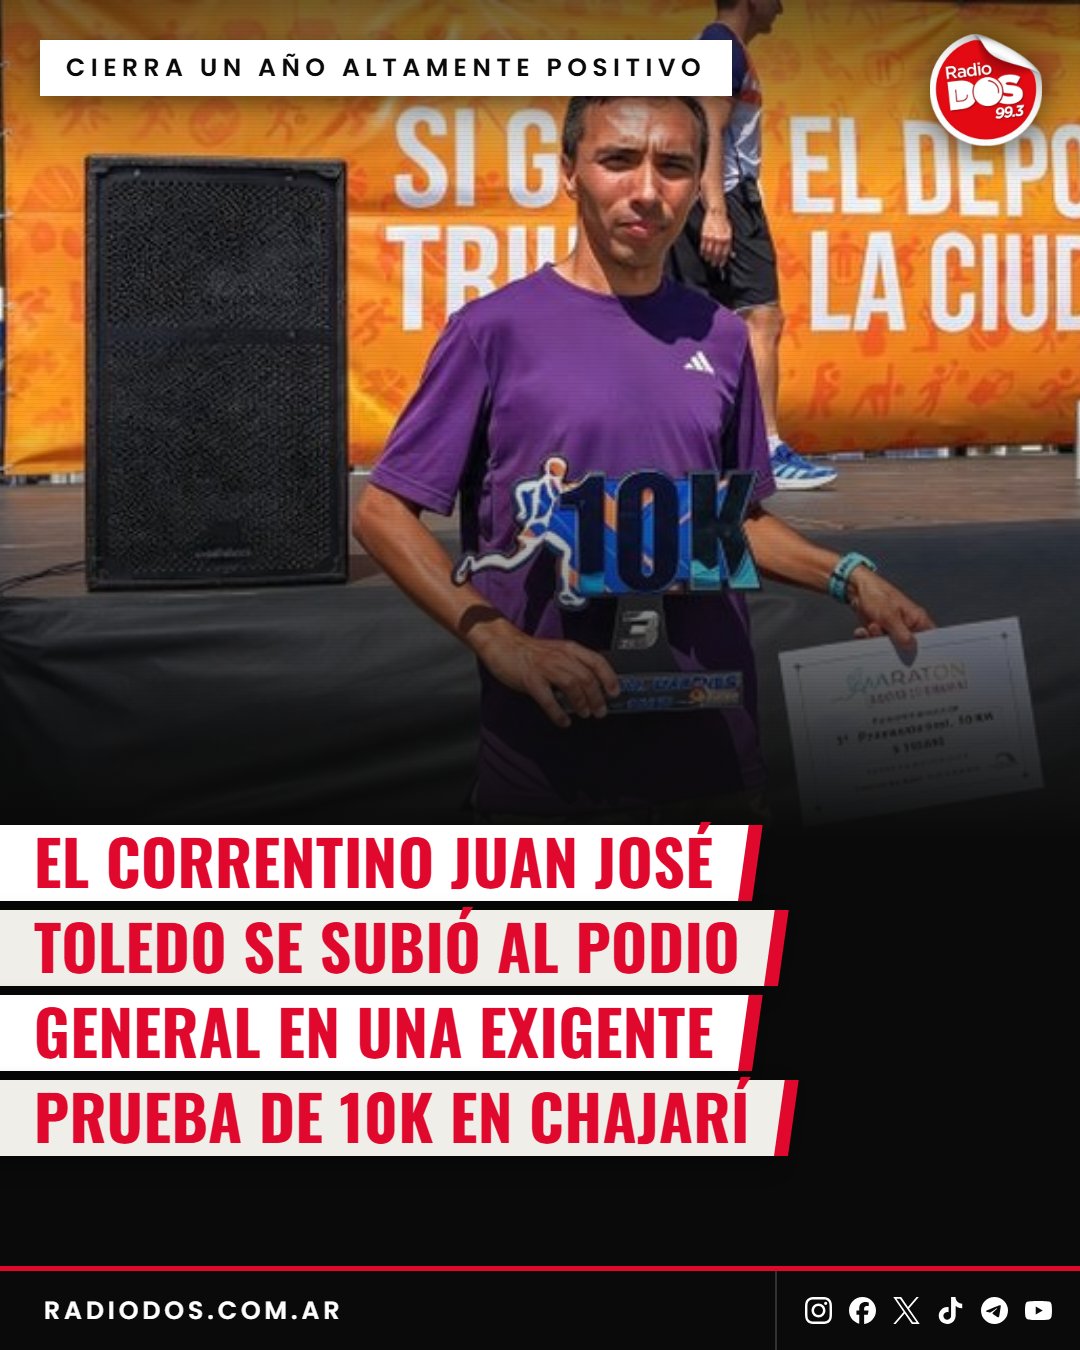 CIERRA UN AÑO ALTAMENTE POSITIVO
Radio
DOS
99.3
SI G EL DEPO
TRI LA CIUD
10K
3
MARATON
EL CORRENTINO JUAN JOSÉ
TOLEDO SE SUBIÓ AL PODIO
GENERAL EN UNA EXIGENTE
PRUEBA DE 10K EN CHAJARÍ
RADIODOS.COM.AR